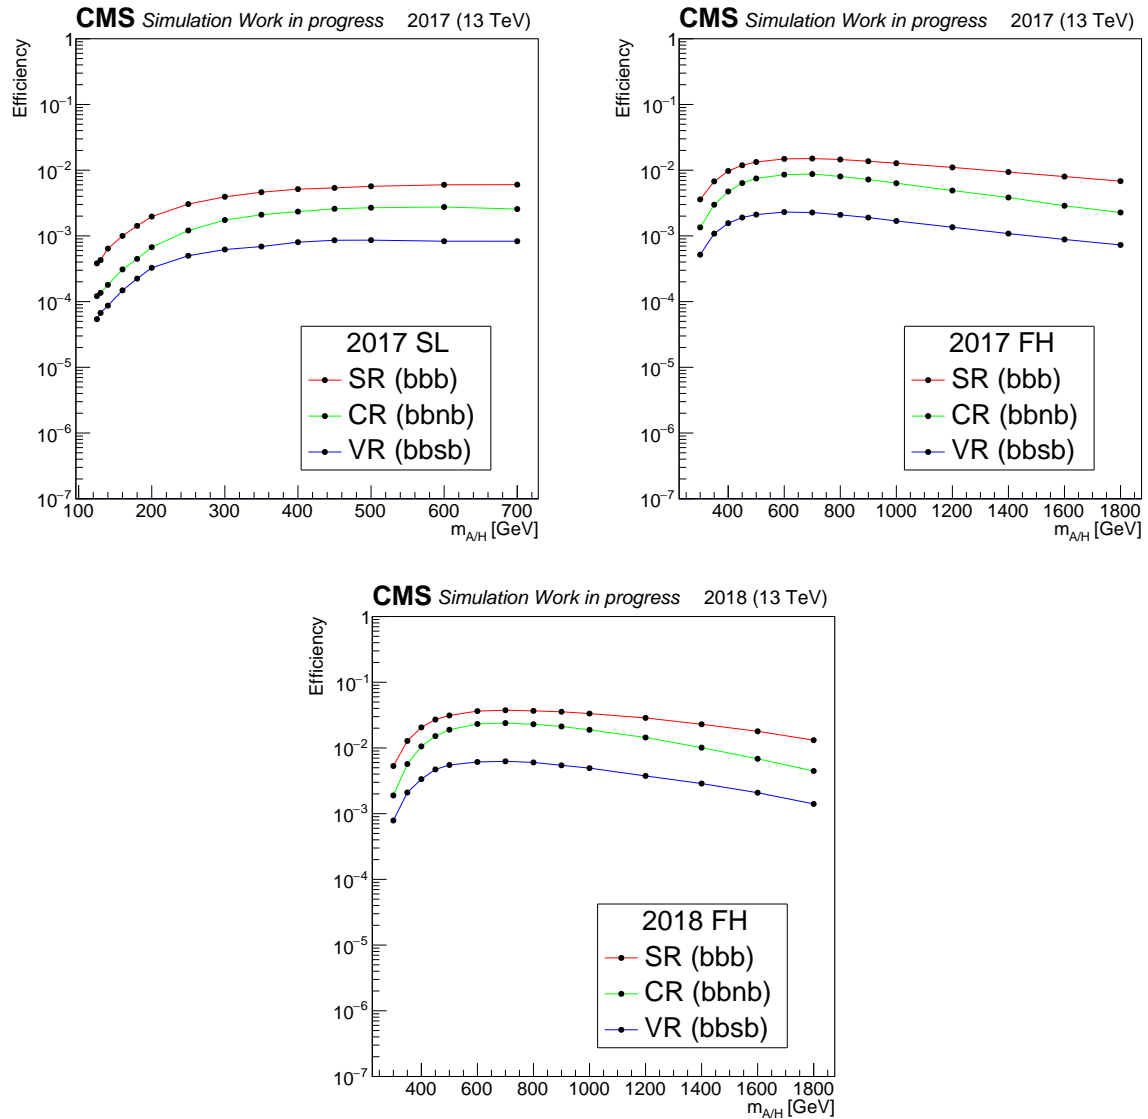 CMS Simulation Work in progress 2017 (13 TeV)
Efficiency
1
10⁻¹
10⁻²
10⁻³
10⁻⁴
10⁻⁵
10⁻⁶
10⁻⁷
2017 SL
SR (bbb)
CR (bbnb)
VR (bbsb)
100 200 300 400 500 600 700
m_A/H [GeV]
CMS Simulation Work in progress 2017 (13 TeV)
Efficiency
1
10⁻¹
10⁻²
10⁻³
10⁻⁴
10⁻⁵
10⁻⁶
10⁻⁷
2017 FH
SR (bbb)
CR (bbnb)
VR (bbsb)
400 600 800 1000 1200 1400 1600 1800
m_A/H [GeV]
CMS Simulation Work in progress 2018 (13 TeV)
Efficiency
1
10⁻¹
10⁻²
10⁻³
10⁻⁴
10⁻⁵
10⁻⁶
10⁻⁷
2018 FH
SR (bbb)
CR (bbnb)
VR (bbsb)
400 600 800 1000 1200 1400 1600 1800
m_A/H [GeV]